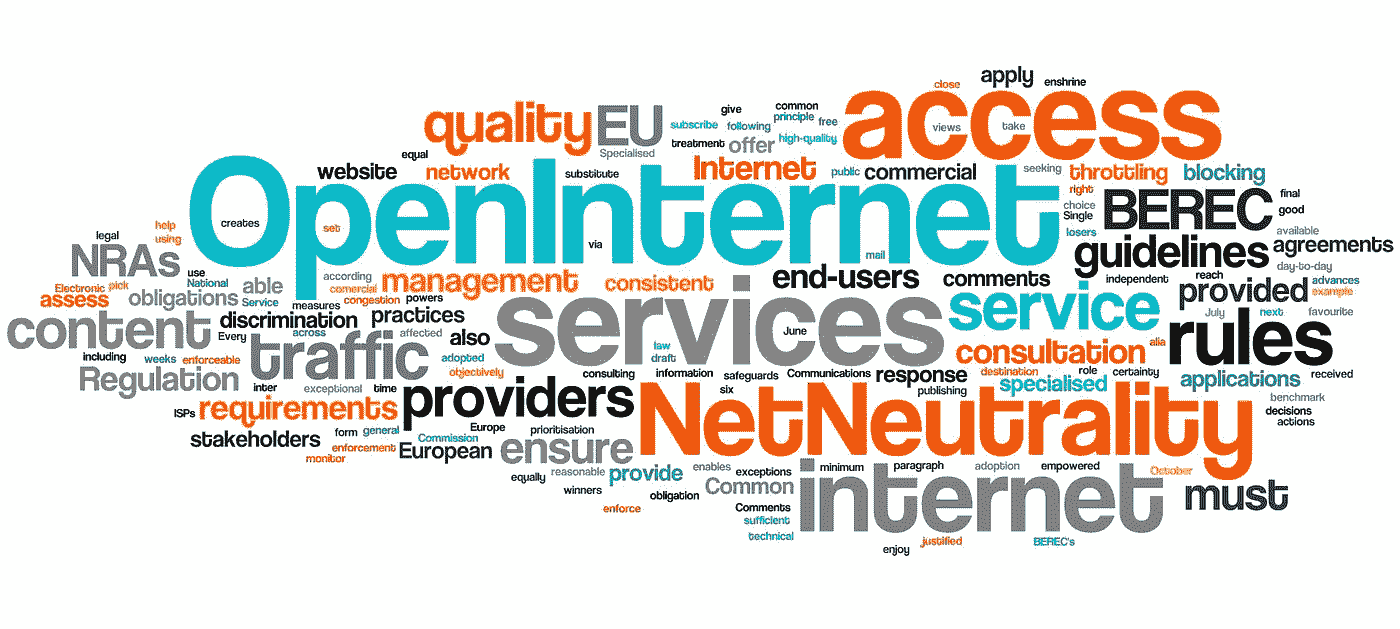 close apply enshrine
quality EU give common access
subscribe following principle free views take
Specialised treatment offer high-quality
equal
website network substitute Internet public commercial seeking throttling blocking
OpenInternet right BEREC final
creates set choice good
Single
help losers available
legal using via mail guidelines agreements
NRAs use according management consistent end-users comments independent reach day-to-day
Electronic pick National able comercial service provided advances
assess obligations Service congestion powers services example
measures
content discrimination practices June July next favourite
Every across affected also law rules
including weeks enforceable traffic adopted draft consultation alia
Regulation objectively consulting information safeguards Communications response destination role certainty applications received
inter exceptional time six publishing specialised benchmark
ISPs requirements providers NetNeutrality decisions
actions
stakeholders form general Commission Europe prioritisation
enforcement European ensure
monitor
equally reasonable provide enables exceptions minimum paragraph adoption empowered October
winners obligation Common internet must
enforce Comments
sufficient
technical
enjoy justified BEREC's